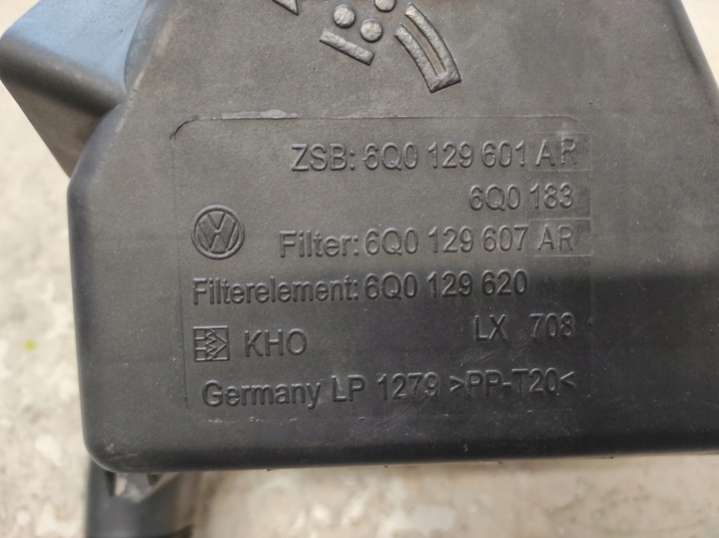 ZSB: 6Q0 129 601 AR
6Q0 183
Filter: 6Q0 129 607 AR
Filterelement: 6Q0 129 620
KHO LX 708
Germany LP 1279 >PP-T20<